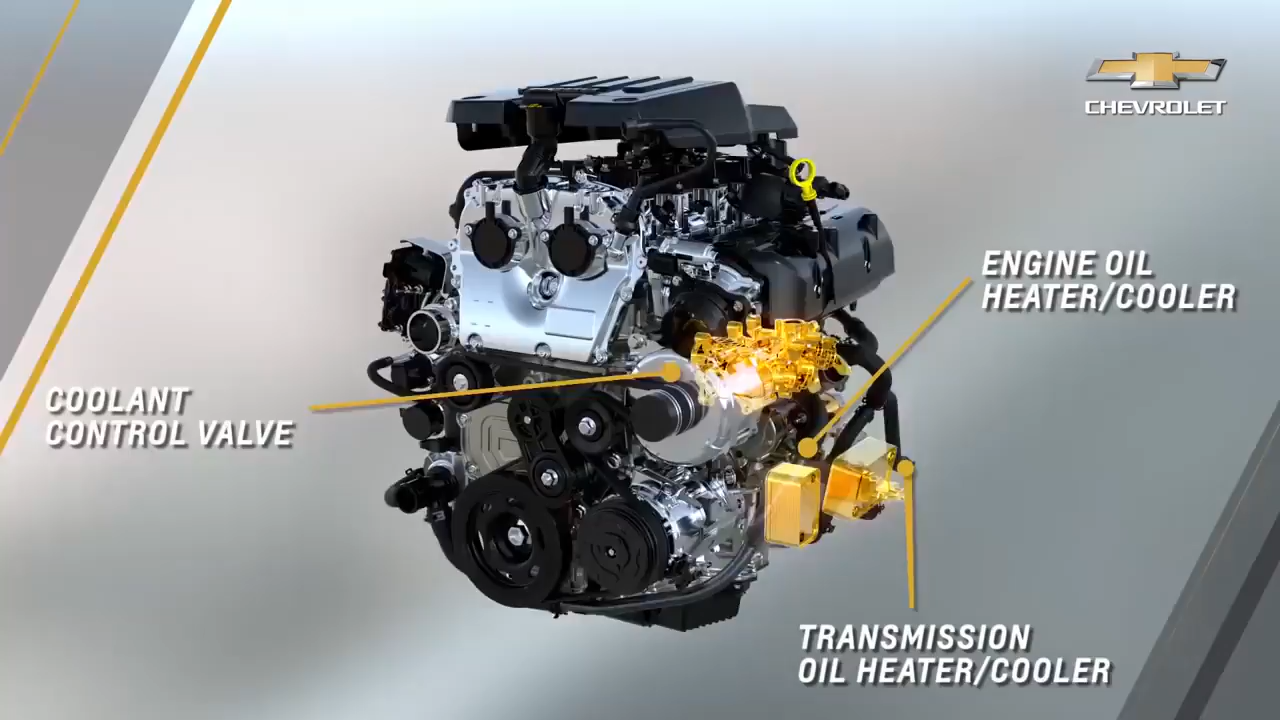 CHEVROLET
ENGINE OIL
HEATER/COOLER
COOLANT
CONTROL VALVE
TRANSMISSION
OIL HEATER/COOLER